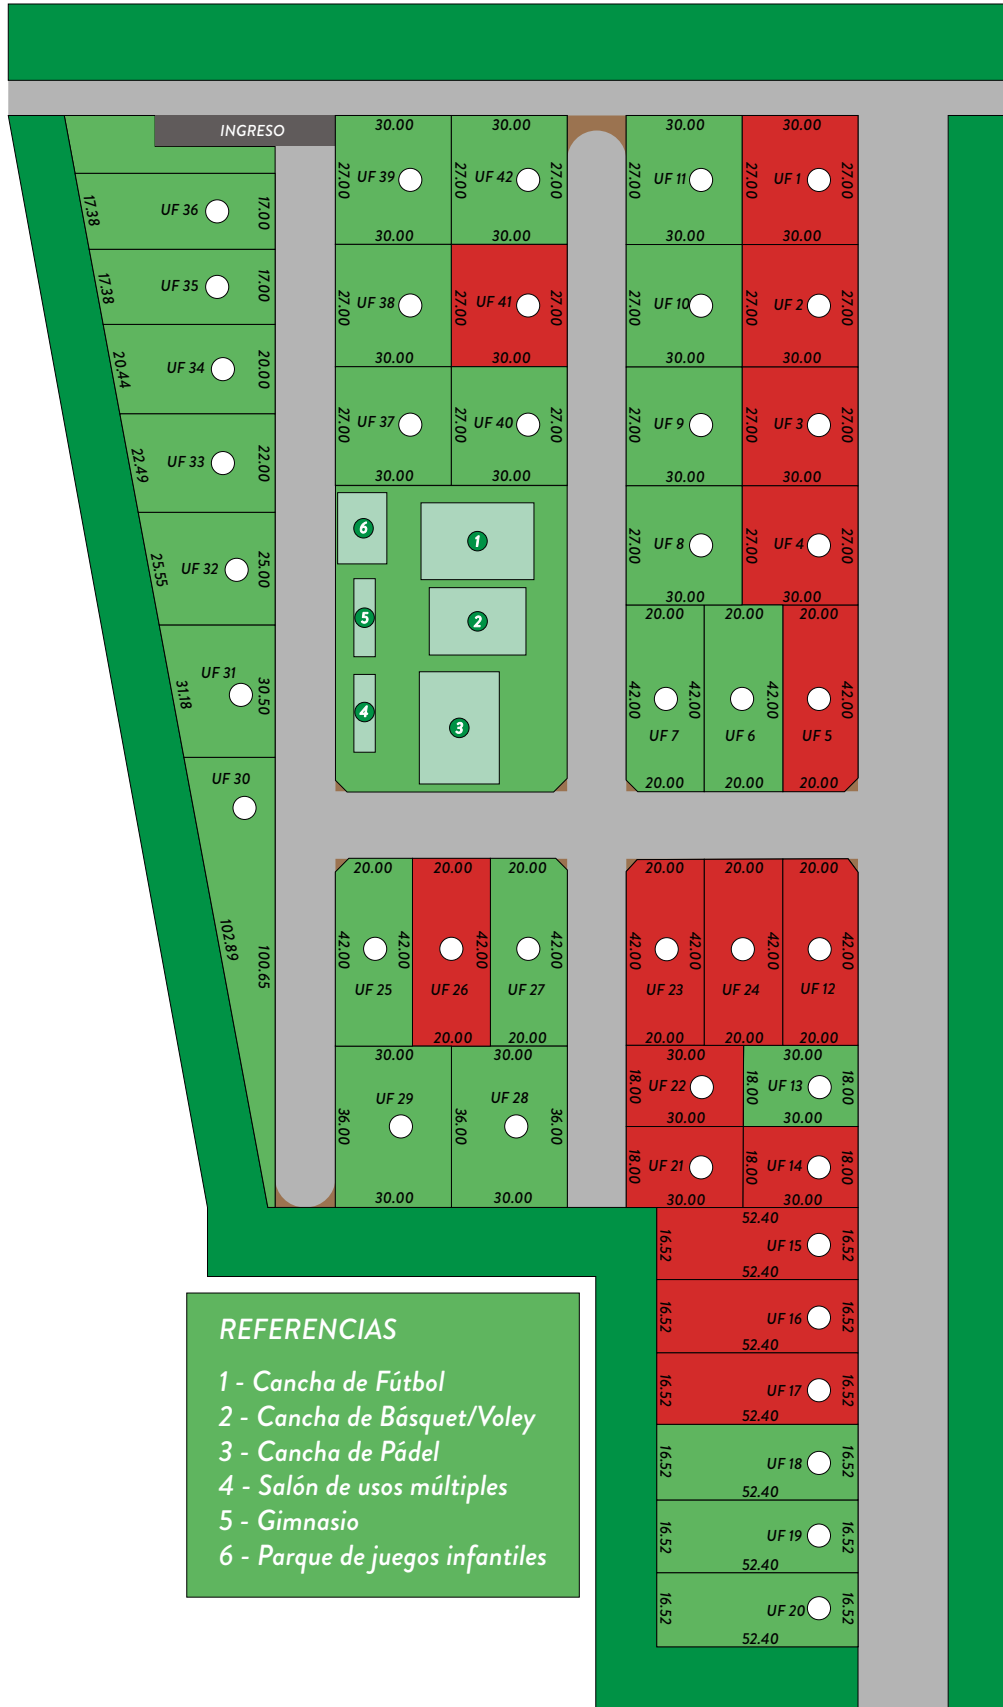 INGRESO
30.00
30.00
30.00
30.00
27.00
UF 39
27.00
UF 42
27.00
27.00
UF 11
27.00
UF 1
27.00
30.00
30.00
30.00
30.00
17.38
UF 36
17.00
17.38
UF 35
17.00
27.00
UF 38
27.00
UF 41
27.00
27.00
UF 10
27.00
UF 2
27.00
30.00
30.00
30.00
30.00
20.44
UF 34
20.00
27.00
UF 37
27.00
UF 40
27.00
27.00
UF 9
27.00
UF 3
27.00
30.00
30.00
30.00
30.00
22.49
UF 33
22.00
25.55
UF 32
25.00
6
1
5
2
4
3
27.00
UF 8
UF 4
27.00
30.00
30.00
20.00
20.00
20.00
31.18
UF 31
30.50
42.00
42.00
42.00
42.00
UF 7
UF 6
UF 5
20.00
20.00
20.00
UF 30
102.89
100.65
20.00
20.00
20.00
20.00
20.00
20.00
42.00
42.00
42.00
42.00
42.00
42.00
42.00
42.00
UF 25
UF 26
UF 27
UF 23
UF 24
UF 12
20.00
20.00
20.00
20.00
20.00
30.00
30.00
30.00
30.00
36.00
UF 29
36.00
UF 28
36.00
18.00
UF 22
18.00
UF 13
18.00
30.00
30.00
18.00
UF 21
18.00
UF 14
18.00
30.00
30.00
30.00
30.00
52.40
16.52
UF 15
16.52
52.40
16.52
UF 16
16.52
52.40
16.52
UF 17
16.52
52.40
16.52
UF 18
16.52
52.40
16.52
UF 19
16.52
52.40
16.52
UF 20
16.52
52.40
REFERENCIAS
1 - Cancha de Fútbol
2 - Cancha de Básquet/Voley
3 - Cancha de Pádel
4 - Salón de usos múltiples
5 - Gimnasio
6 - Parque de juegos infantiles